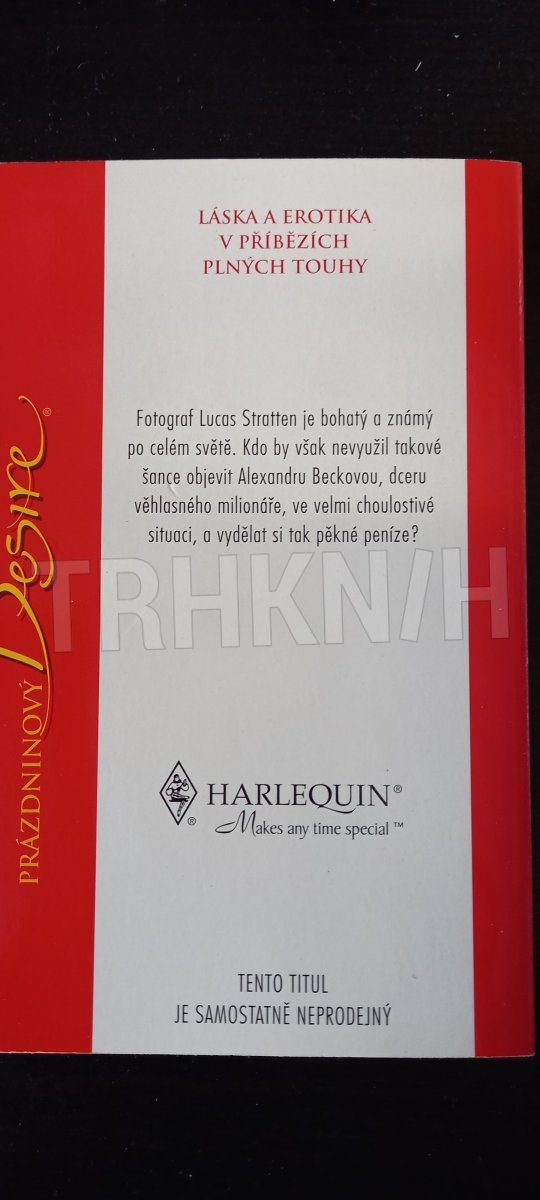 LÁSKA A EROTIKA
V PŘÍBĚZÍCH
PLNÝCH TOUHY
Fotograf Lucas Stratten je bohatý a známý
po celém světě. Kdo by však nevyužil takové
šance objevit Alexandru Beckovou, dceru
věhlasného milionáře, ve velmi choulostivé
situaci, a vydělat si tak pěkné peníze?
PRÁZDNINOVÝ Desire®
TRHKNIH
HARLEQUIN®
Makes any time special™
TENTO TITUL
JE SAMOSTATNĚ NEPRODEJNÝ